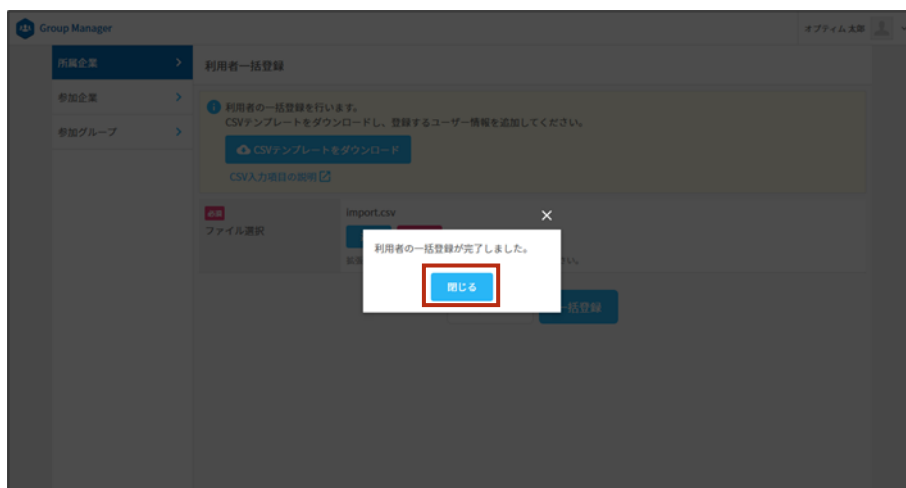 Group Manager
オプティム 太郎
所属企業
利用者一括登録
参加企業
参加グループ
利用者の一括登録を行います。
CSVテンプレートをダウンロードし、登録するユーザー情報を追加してください。
CSVテンプレートをダウンロード
CSV入力項目の説明
必須
ファイル選択
import.csv
利用者の一括登録が完了しました。
さい。
閉じる
一括登録